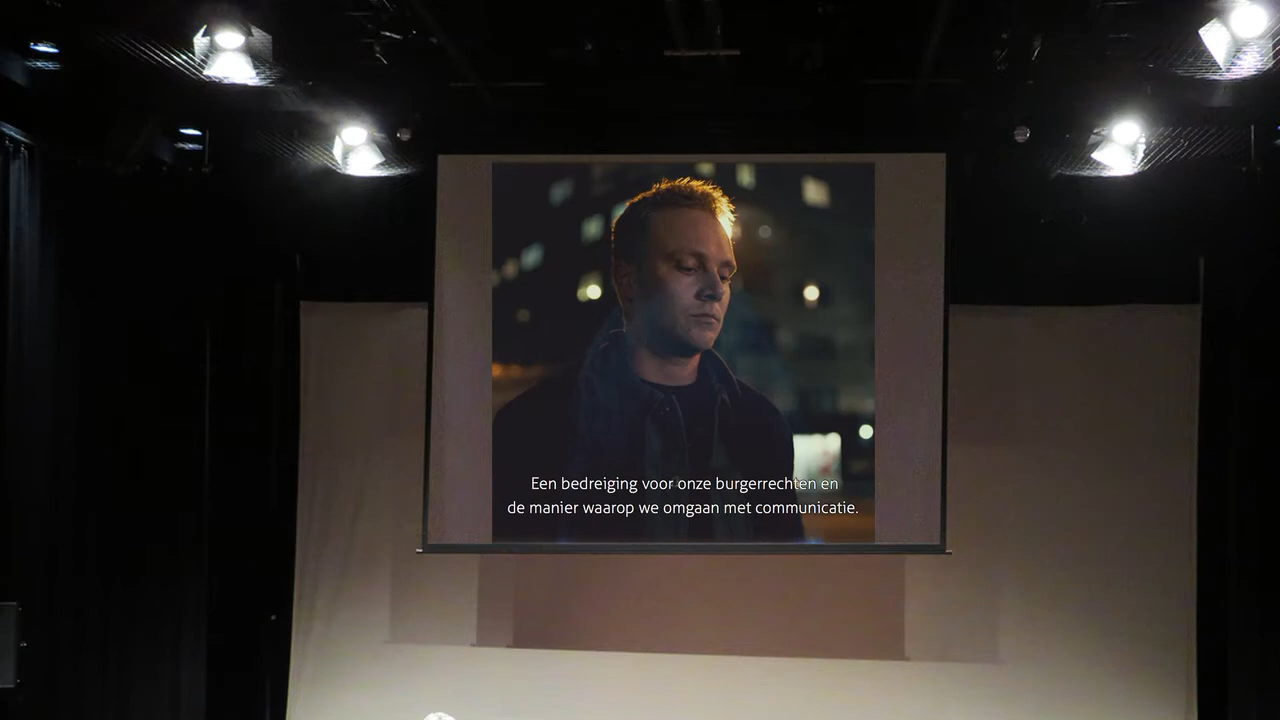 Een bedreiging voor onze burgerrechten en
de manier waarop we omgaan met communicatie.